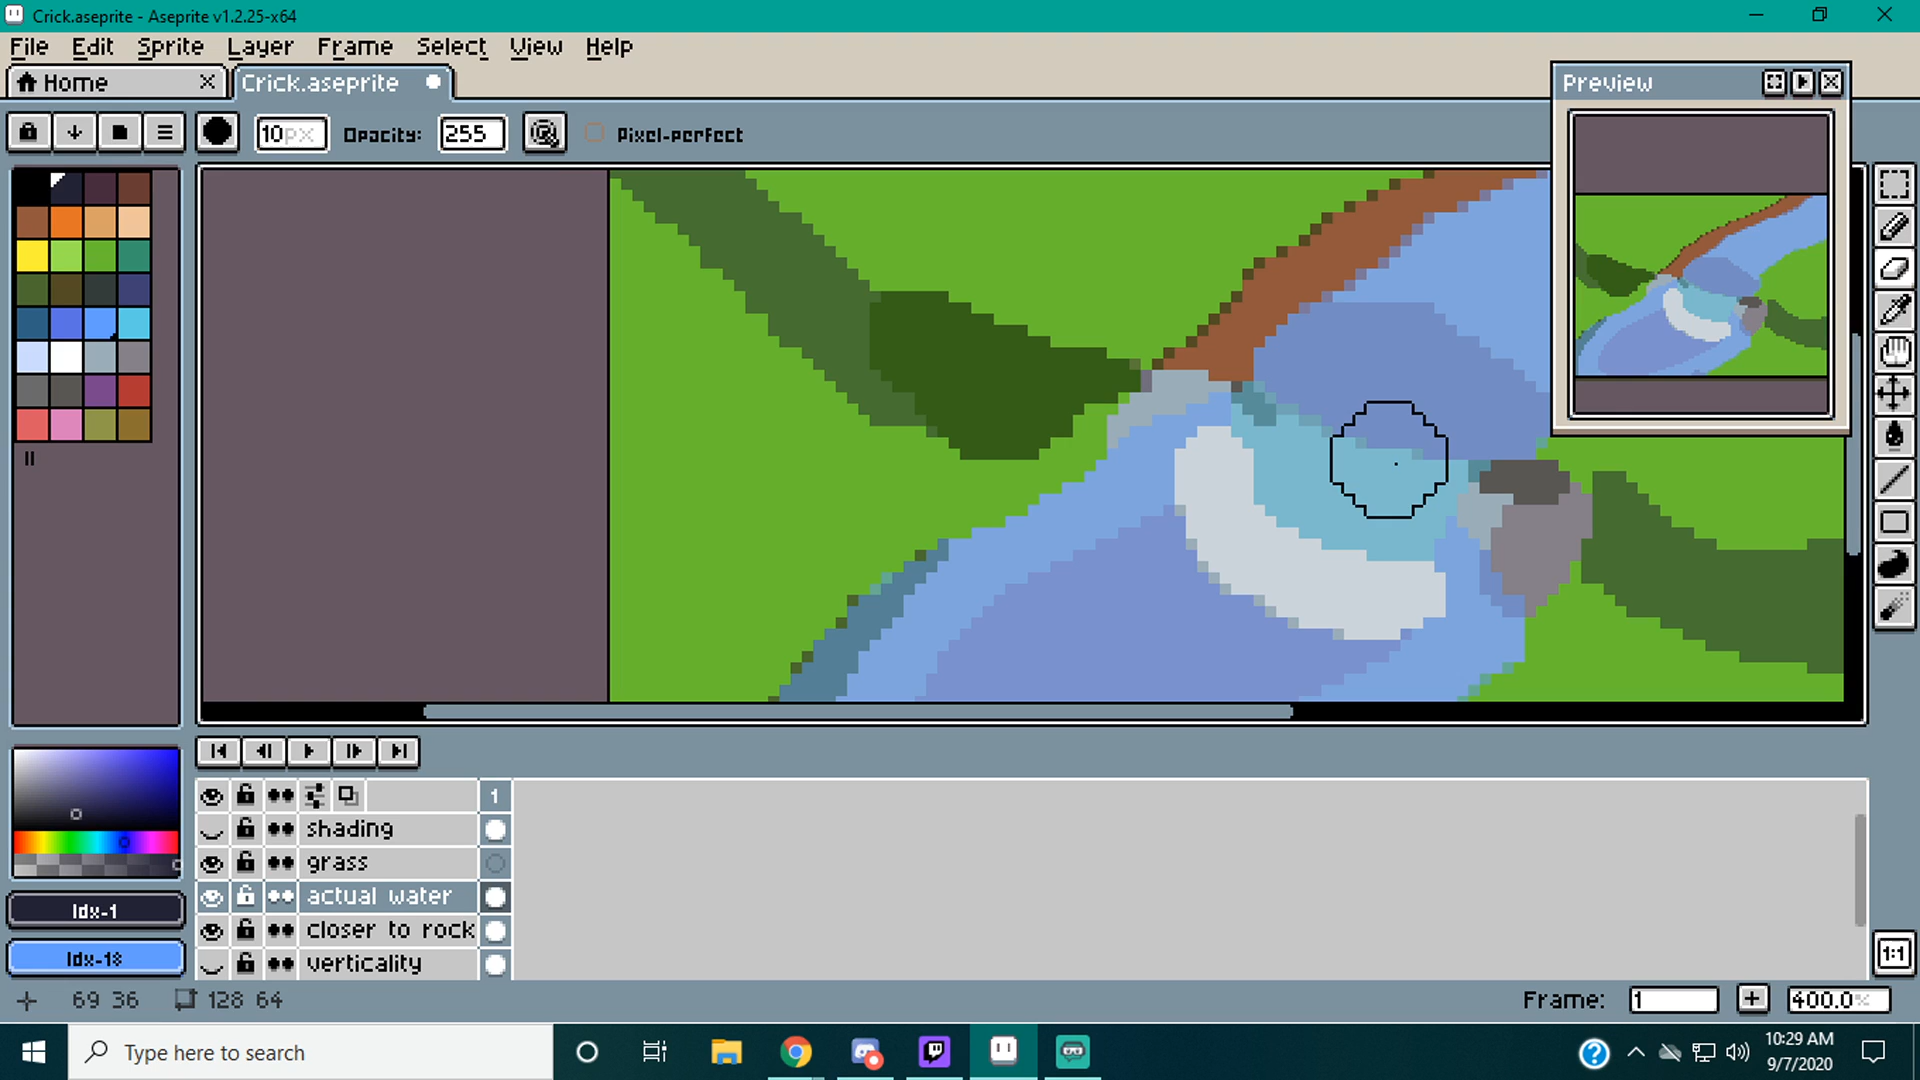 Crick.aseprite - Aseprite v1.2.25-x64
File Edit Sprite Layer Frame Select View Help
Home Crick.aseprite
Preview
10px Opacity: 255 Pixel-perfect
1
shading
grass
actual water
closer to rock
verticality
Idx-1
Idx-18
1:1
69 36 128 64
Frame: 1 400.0%
Type here to search
10:29 AM
9/7/2020